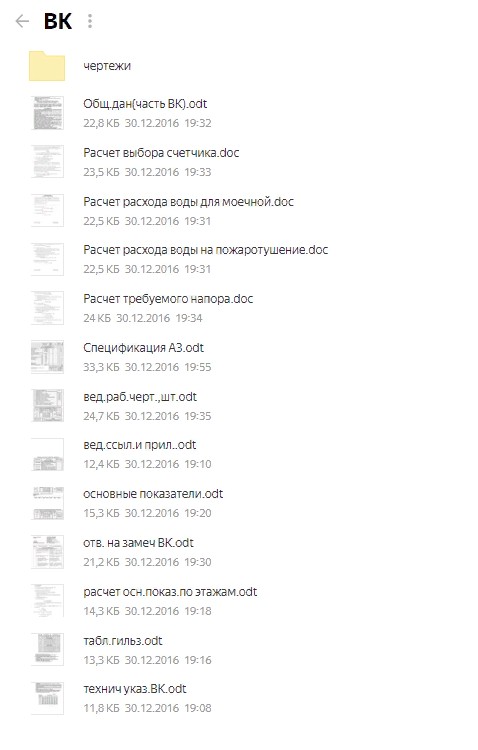 ВК
чертежи
Общ.дан(часть ВК).odt
22,8 КБ 30.12.2016 19:32
Расчет выбора счетчика.doc
23,5 КБ 30.12.2016 19:33
Расчет расхода воды для моечной.doc
22,5 КБ 30.12.2016 19:31
Расчет расхода воды на пожаротушение.doc
22,5 КБ 30.12.2016 19:31
Расчет требуемого напора.doc
24 КБ 30.12.2016 19:34
Спецификация А3.odt
33,3 КБ 30.12.2016 19:55
вед.раб.черт.,шт.odt
24,7 КБ 30.12.2016 19:35
вед.ссыл.и прил..odt
12,4 КБ 30.12.2016 19:10
основные показатели.odt
15,3 КБ 30.12.2016 19:20
отв. на замеч ВК.odt
21,2 КБ 30.12.2016 19:30
расчет осн.показ.по этажам.odt
14,3 КБ 30.12.2016 19:18
табл.гильз.odt
13,3 КБ 30.12.2016 19:16
технич указ.ВК.odt
11,8 КБ 30.12.2016 19:08